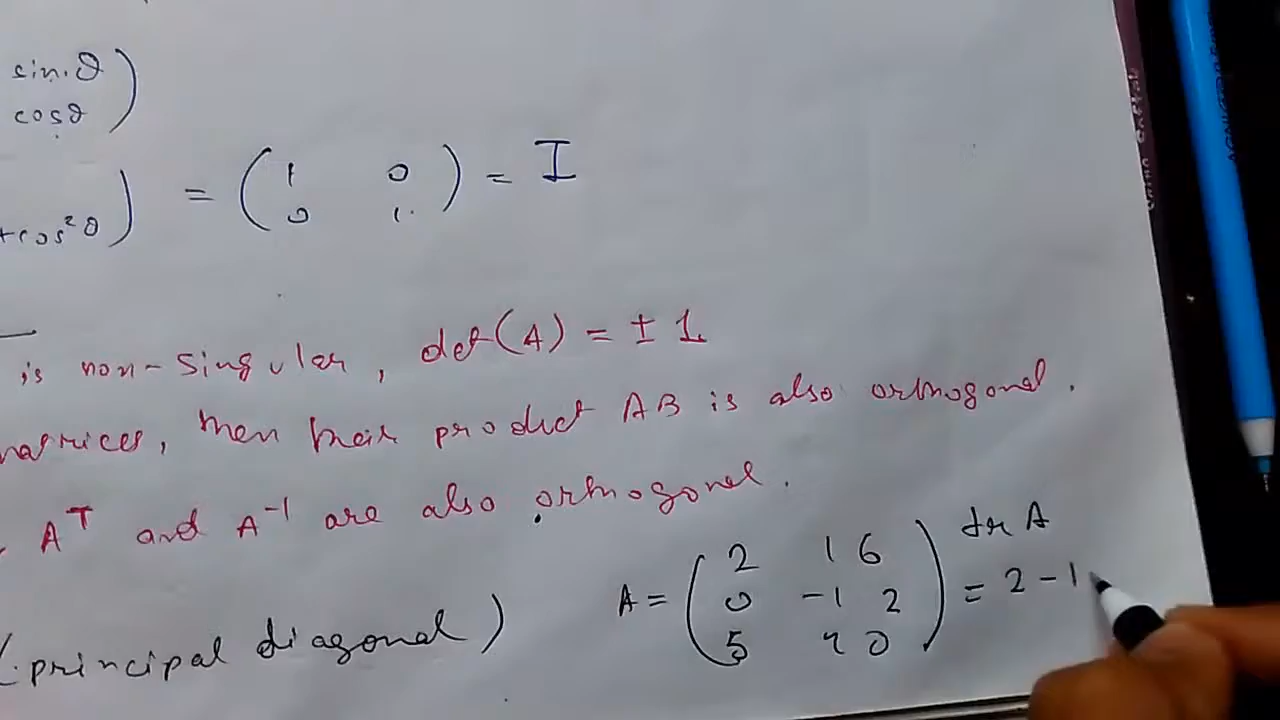 sin.θ
cosθ
+cos²θ) = (1 0
0 1.) = I
is non-singular, det(A) = ± 1
matrices, then their product AB is also orthogonal.
A^T and A^-1 are also orthogonal.
tr A
A = (2 1 6
0 -1 2
5 4 0) = 2 - 1
(principal diagonal)